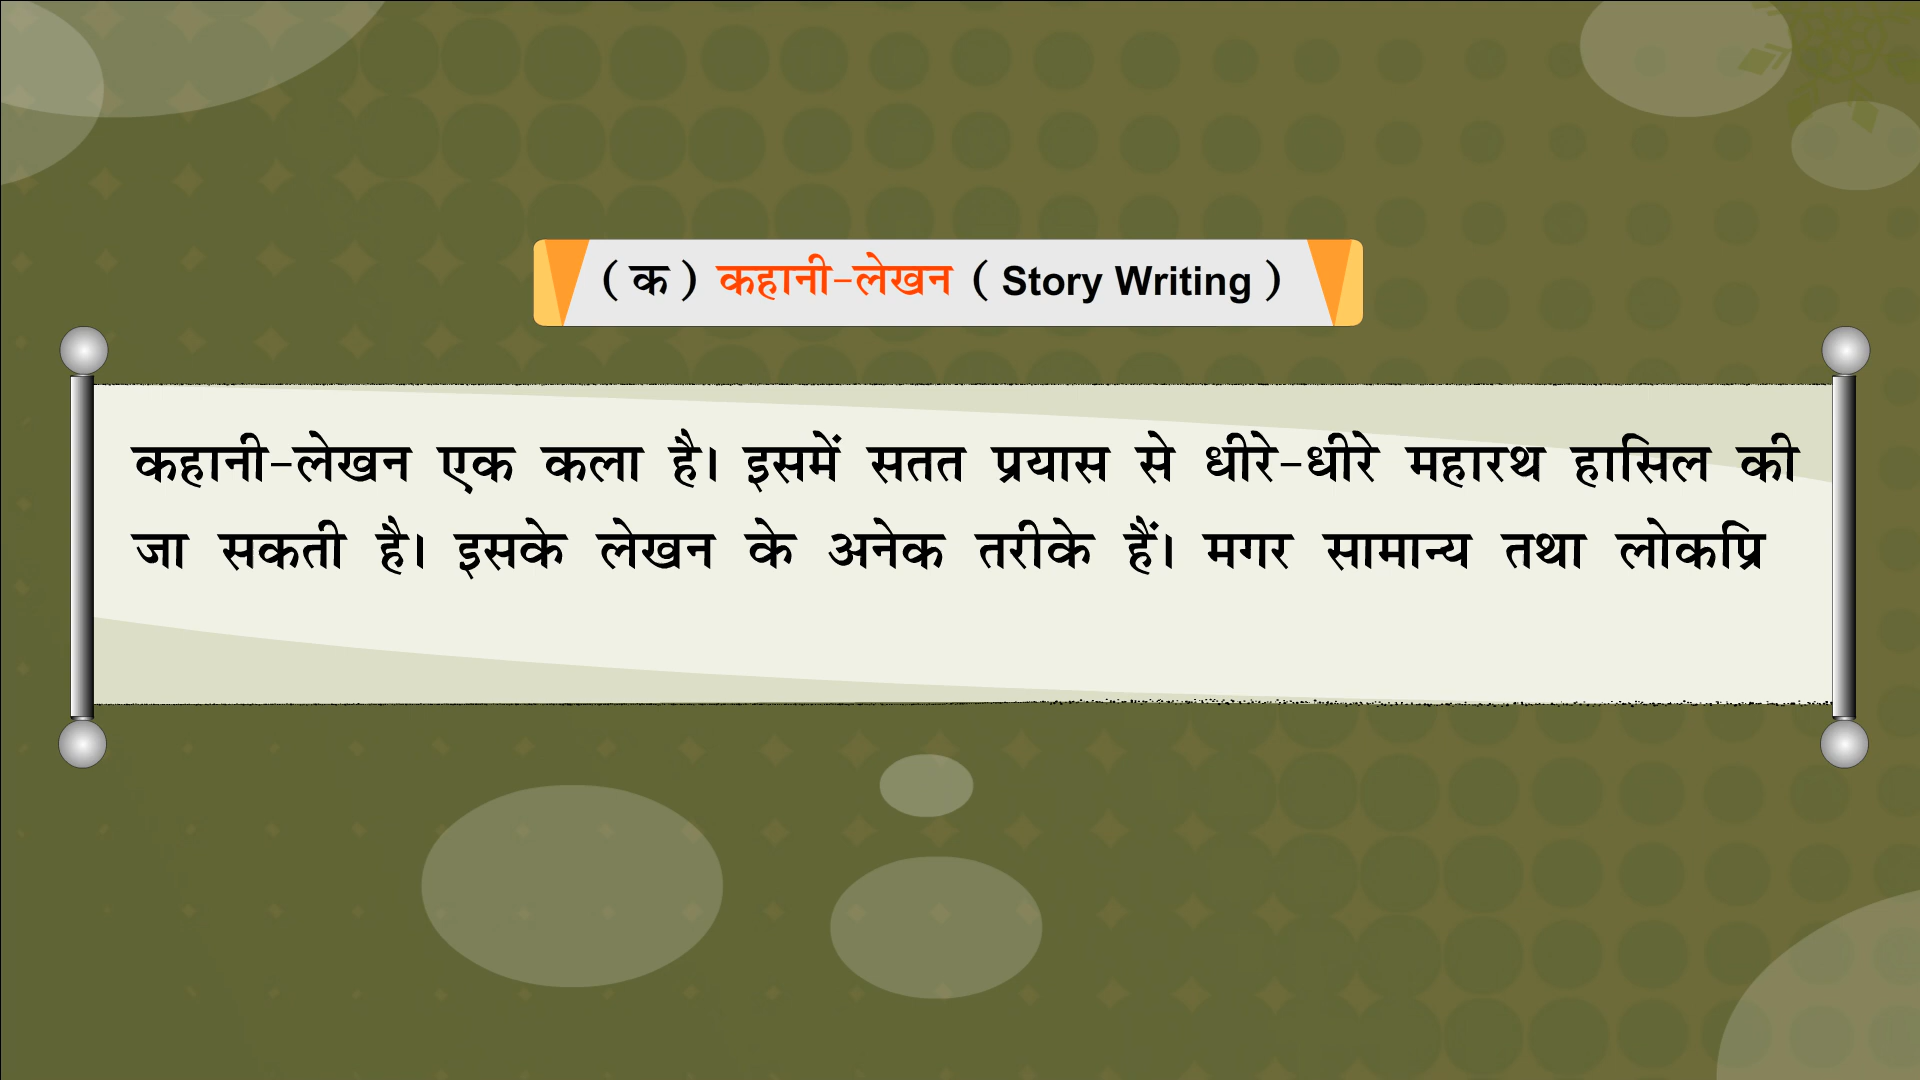 ( क ) कहानी-लेखन ( Story Writing )
कहानी-लेखन एक कला है। इसमें सतत प्रयास से धीरे-धीरे महारथ हासिल की
जा सकती है। इसके लेखन के अनेक तरीके हैं। मगर सामान्य तथा लोकप्रि